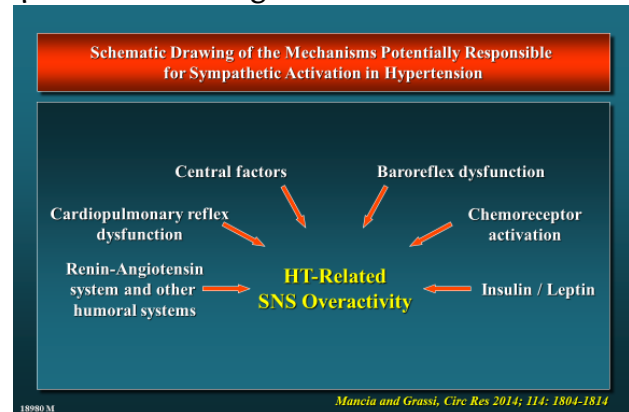 Schematic Drawing of the Mechanisms Potentially Responsible
for Sympathetic Activation in Hypertension
Central factors
Baroreflex dysfunction
Cardiopulmonary reflex
dysfunction
Chemoreceptor
activation
Renin-Angiotensin
system and other
humoral systems
HT-Related
SNS Overactivity
Insulin / Leptin
Mancia and Grassi, Circ Res 2014; 114: 1804-1814
18980 M